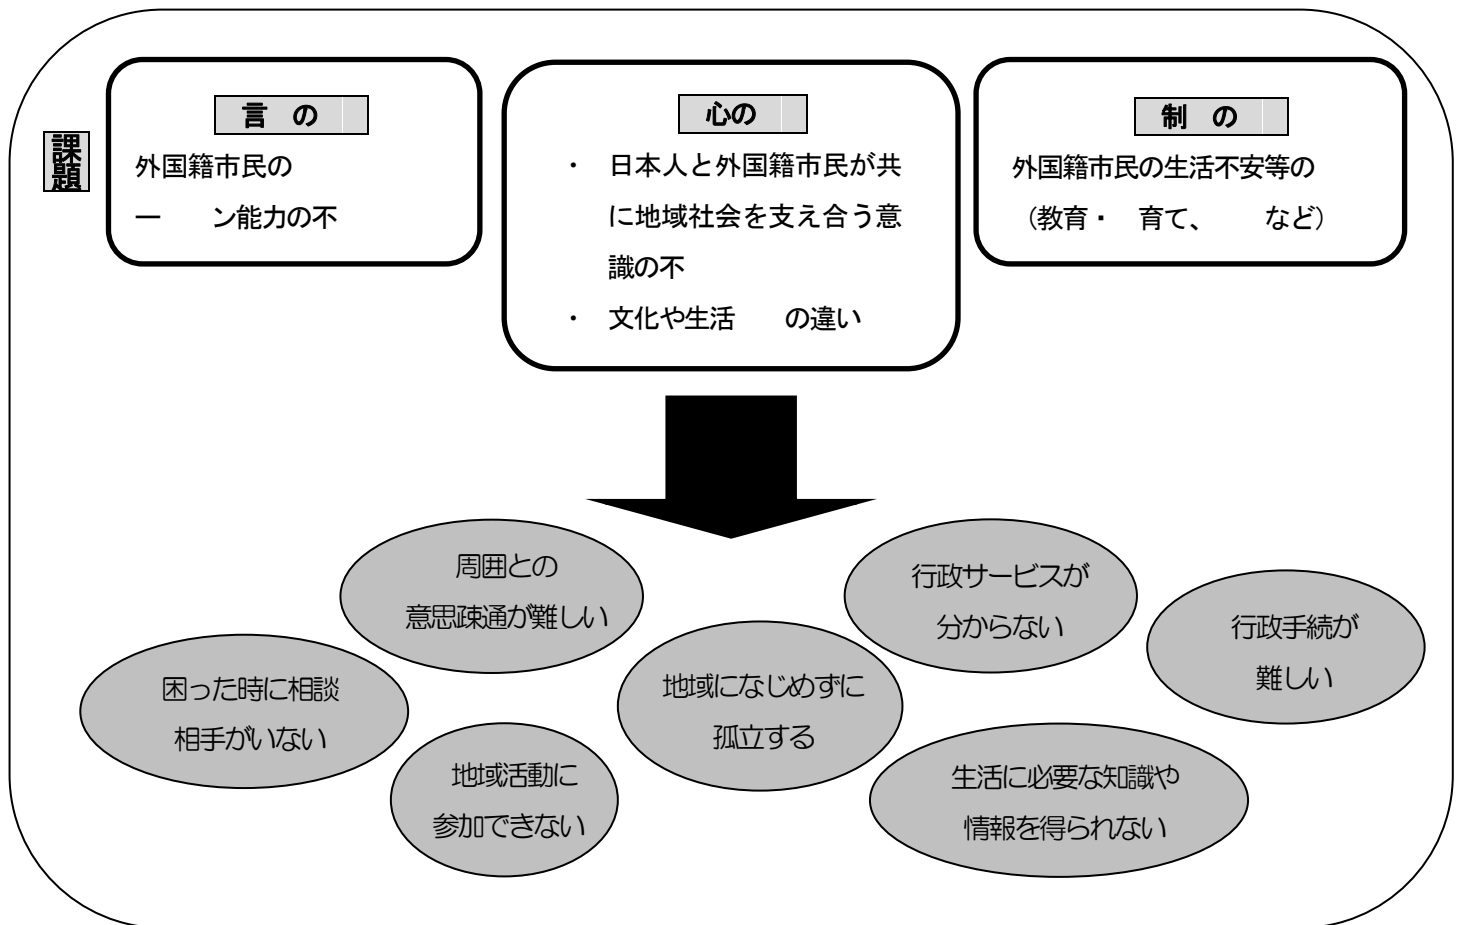 課題
言 の
外国籍市民の
ー ン能力の不
心の
・ 日本人と外国籍市民が共
に地域社会を支え合う意
識の不
・ 文化や生活 の違い
制 の
外国籍市民の生活不安等の
（教育・ 育て、 など）
周囲との
意思疎通が難しい
行政サービスが
分からない
行政手続が
難しい
困った時に相談
相手がいない
地域になじめずに
孤立する
地域活動に
参加できない
生活に必要な知識や
情報を得られない